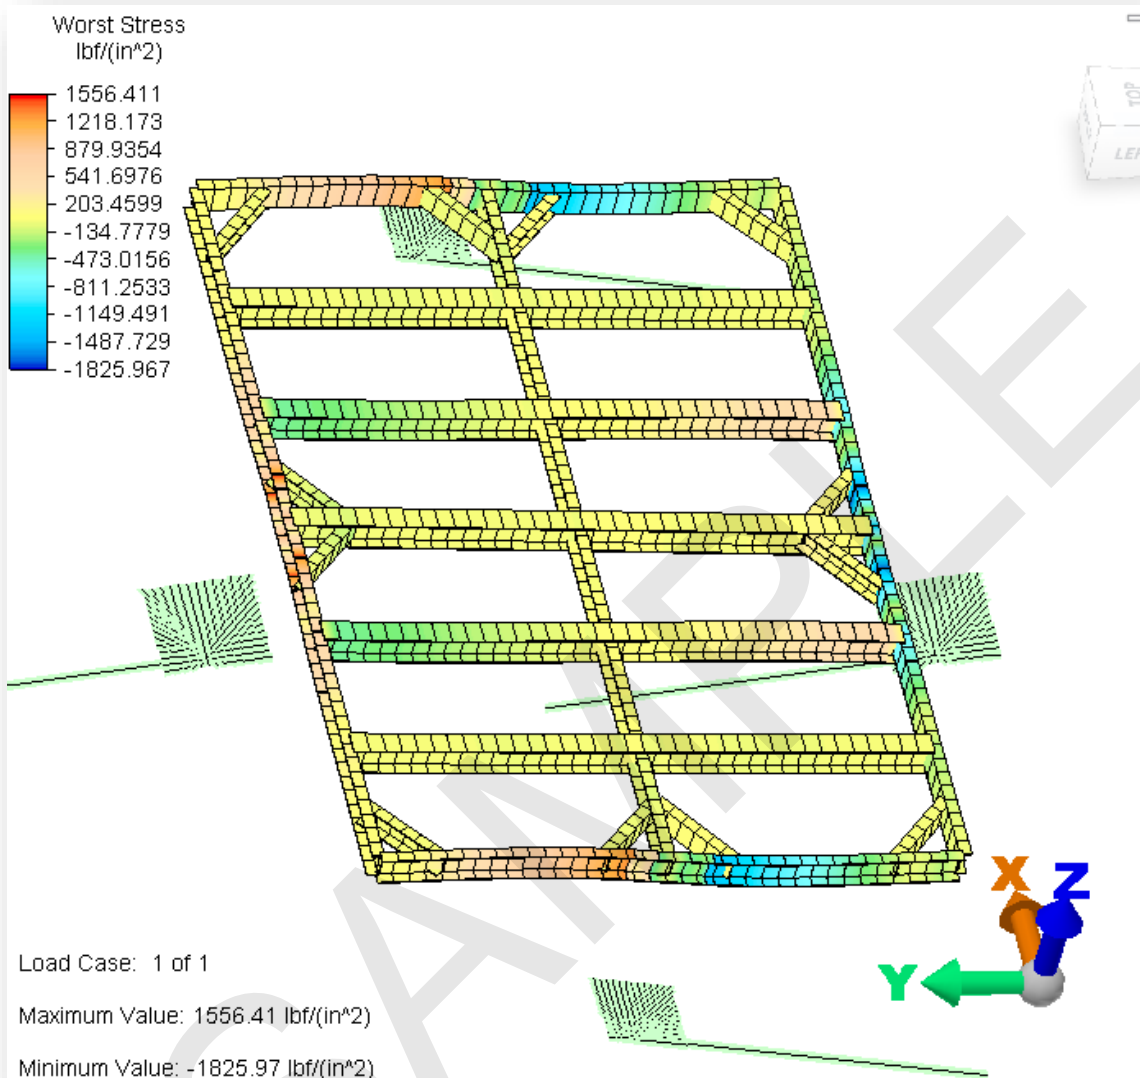 Worst Stress
lbf/(in^2)
1556.411
1218.173
879.9354
541.6976
203.4599
-134.7779
-473.0156
-811.2533
-1149.491
-1487.729
-1825.967
TOP
SAMPLE
X
Z
Y
Load Case: 1 of 1
Maximum Value: 1556.41 lbf/(in^2)
Minimum Value: -1825.97 lbf/(in^2)